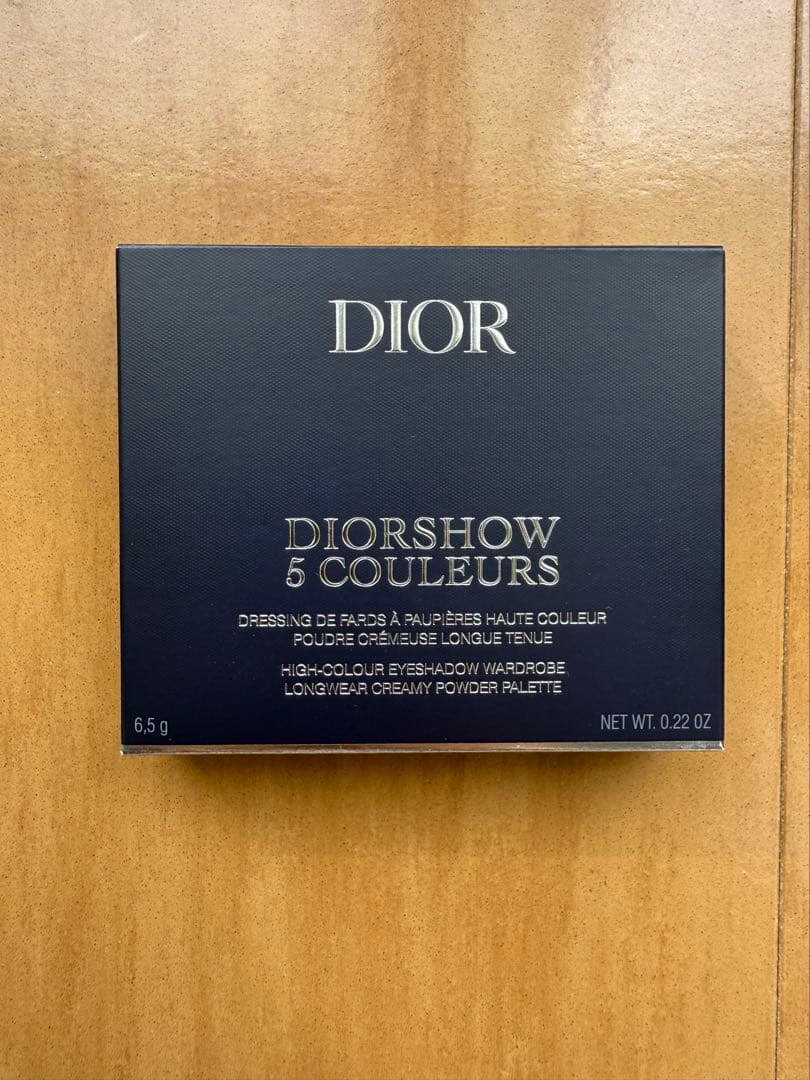 DIOR
DIORSHOW
5 COULEURS
DRESSING DE FARDS À PAUPIÈRES HAUTE COULEUR
POUDRE CRÉMEUSE LONGUE TENUE
HIGH-COLOUR EYESHADOW WARDROBE
LONGWEAR CREAMY POWDER PALETTE
6,5 g
NET WT. 0.22 OZ